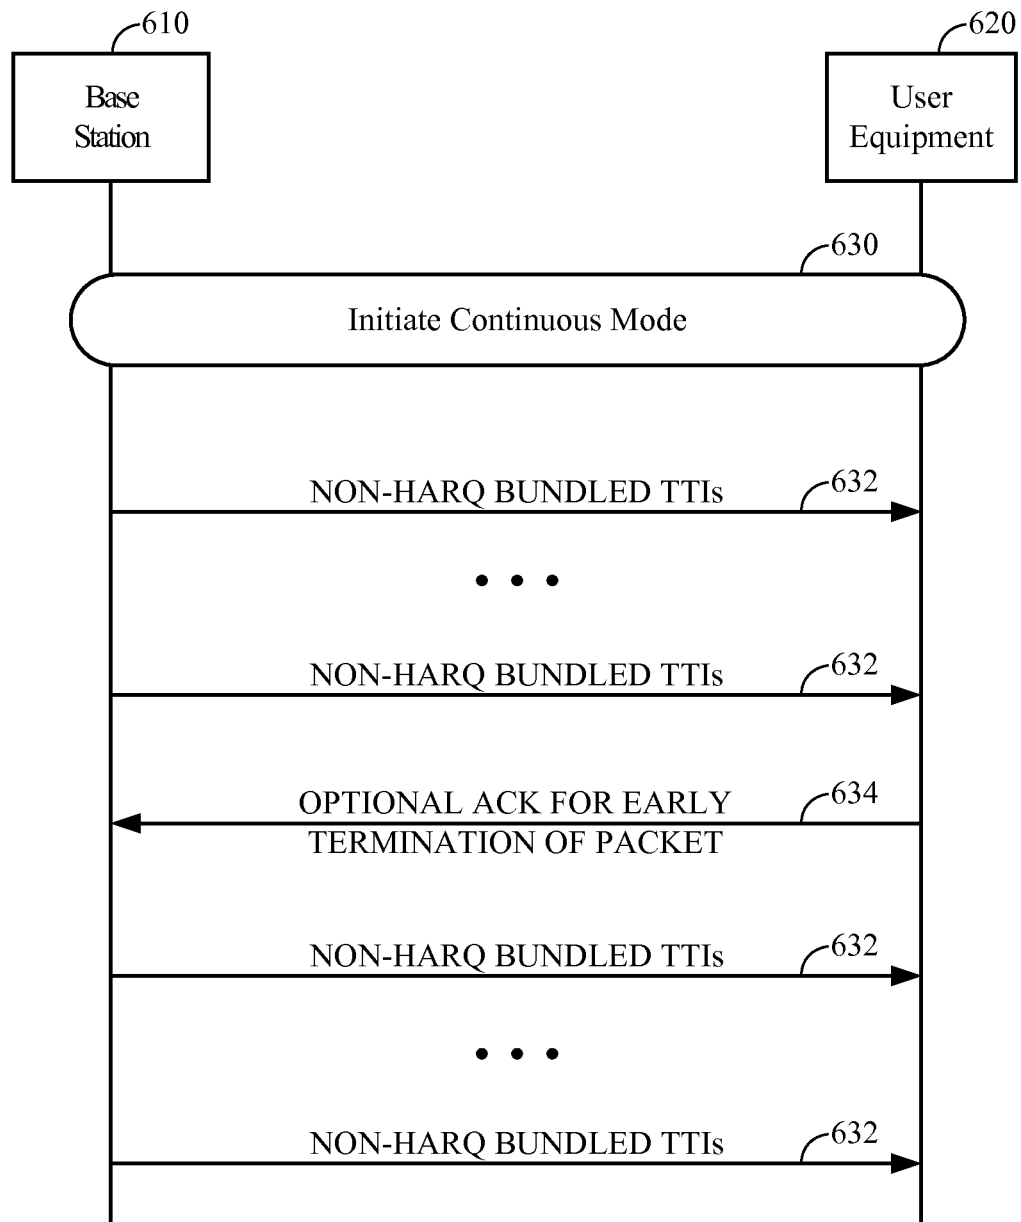 610
620
Base
Station
User
Equipment
630
Initiate Continuous Mode
632
NON-HARQ BUNDLED TTIs
632
NON-HARQ BUNDLED TTIs
634
OPTIONAL ACK FOR EARLY
TERMINATION OF PACKET
632
NON-HARQ BUNDLED TTIs
632
NON-HARQ BUNDLED TTIs